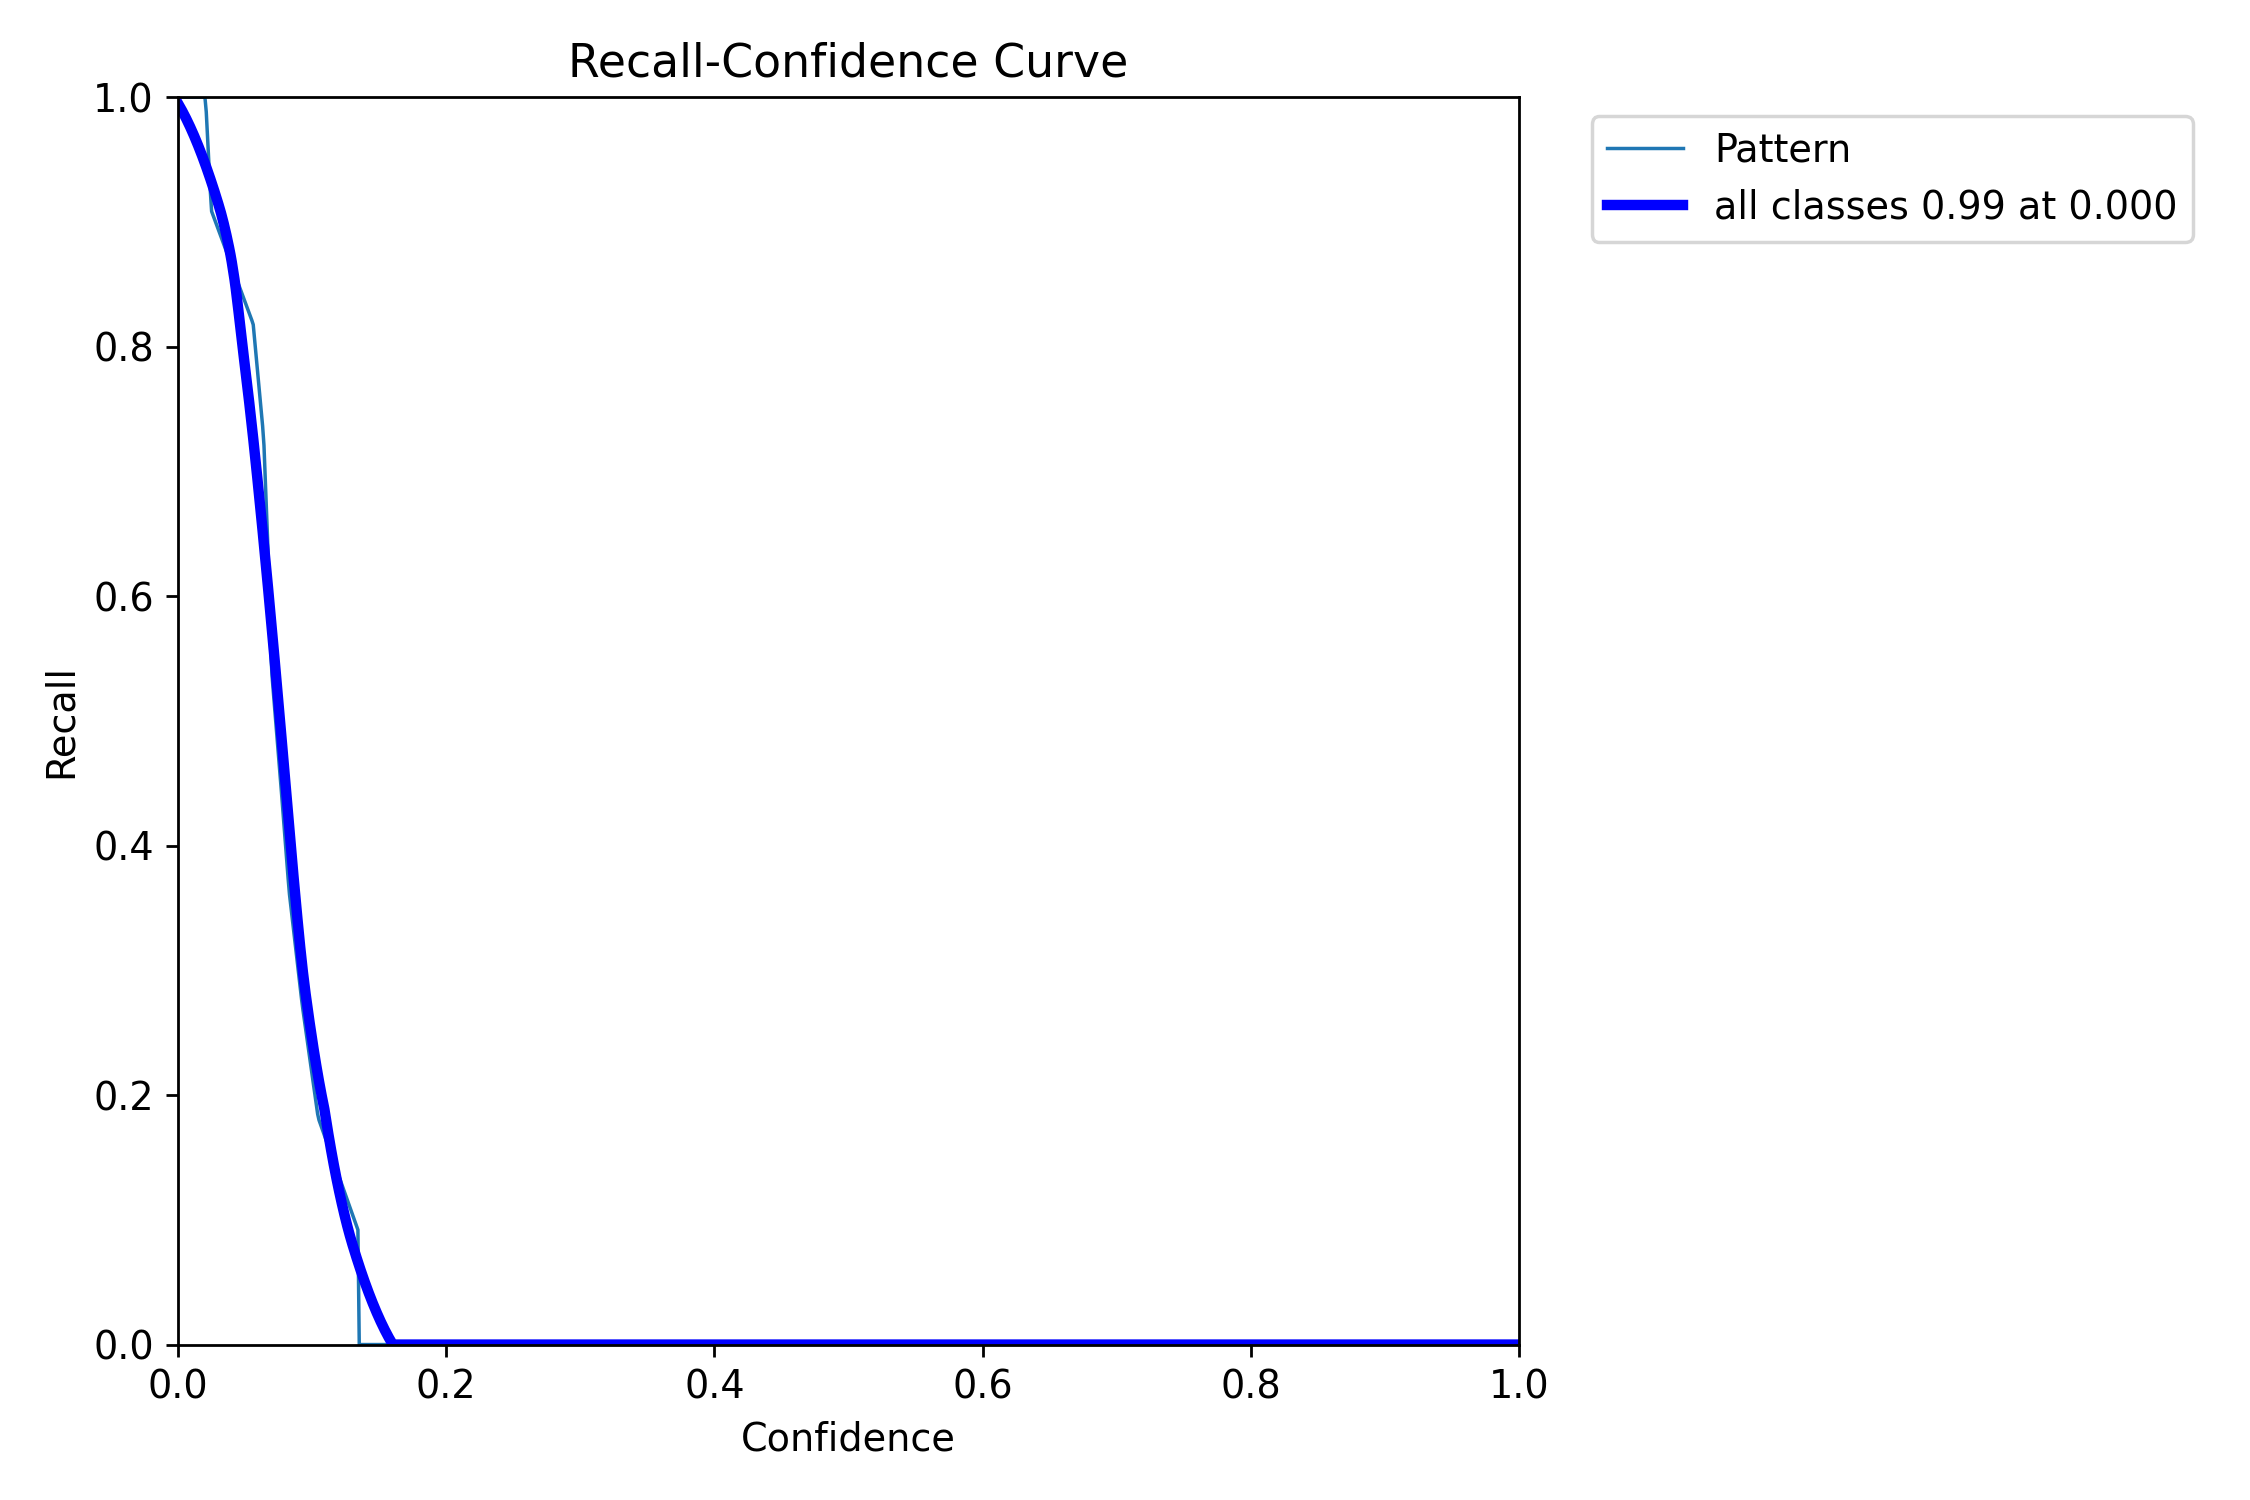 Recall-Confidence Curve
Pattern
all classes 0.99 at 0.000
1.0
0.8
0.6
0.4
0.2
0.0
Recall
0.0 0.2 0.4 0.6 0.8 1.0
Confidence